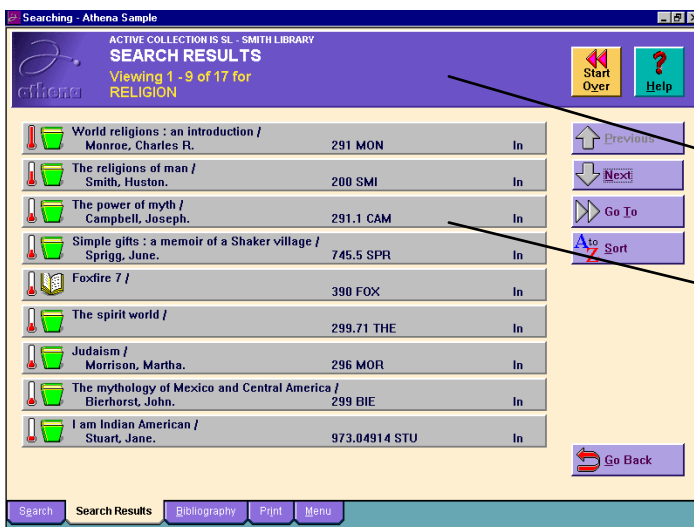 Searching - Athena Sample
ACTIVE COLLECTION IS SL - SMITH LIBRARY
SEARCH RESULTS
Viewing 1 - 9 of 17 for
RELIGION
athena
Start
Over
?
Help
World religions : an introduction /
Monroe, Charles R. 291 MON In
The religions of man /
Smith, Huston. 200 SMI In
The power of myth /
Campbell, Joseph. 291.1 CAM In
Simple gifts : a memoir of a Shaker village /
Sprigg, June. 745.5 SPR In
Foxfire 7 /
390 FOX In
The spirit world /
299.71 THE In
Judaism /
Morrison, Martha. 296 MOR In
The mythology of Mexico and Central America /
Bierhorst, John. 299 BIE In
I am Indian American /
Stuart, Jane. 973.04914 STU In
Previous
Next
Go To
A to Z Sort
Go Back
Search Search Results Bibliography Print Menu